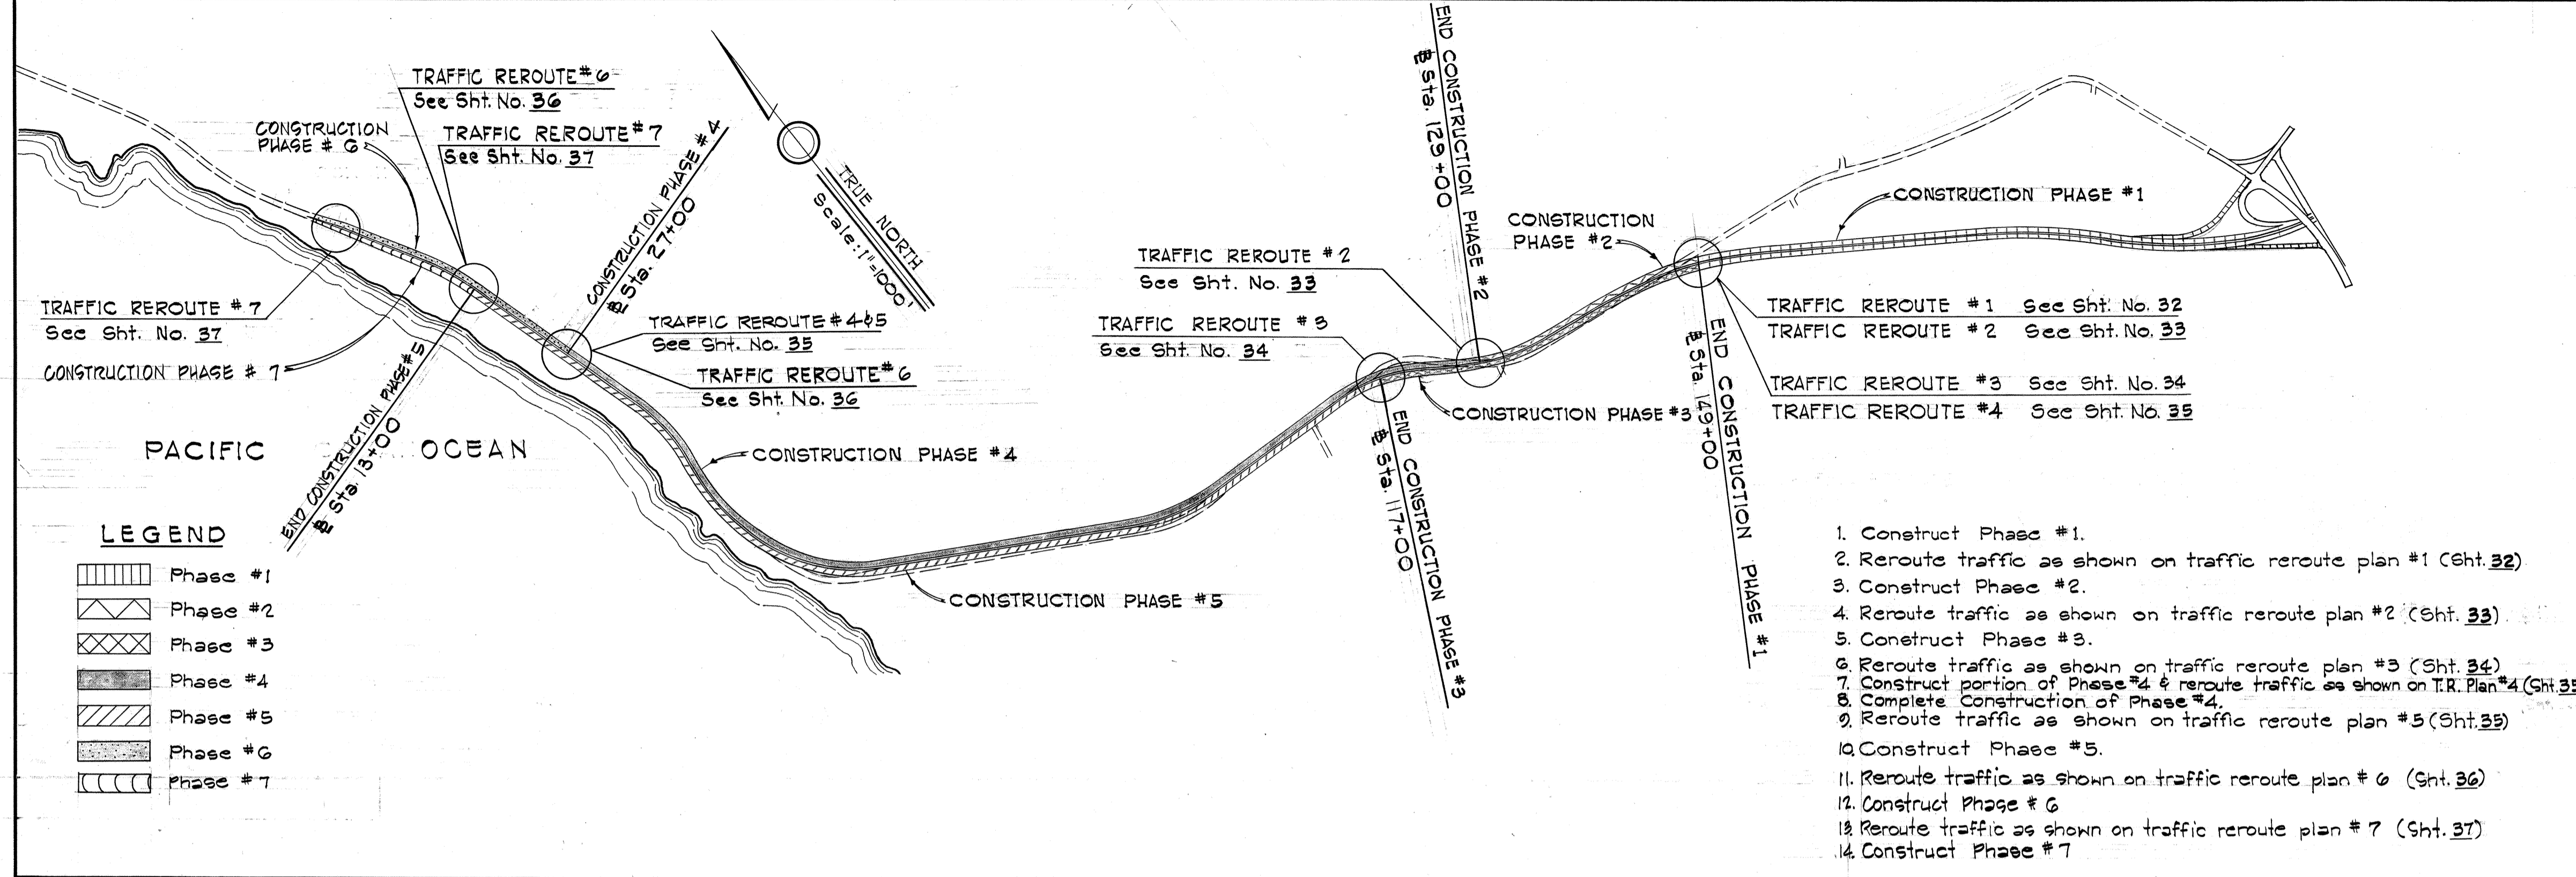 TRAFFIC REROUTE #6
See Sht. No. 36
CONSTRUCTION
PHASE # 6
TRAFFIC REROUTE #7
See Sht. No. 37
CONSTRUCTION PHASE #4
B Sta. 27+00
TRUE NORTH
Scale: 1"=1000'
TRAFFIC REROUTE #7
See Sht. No. 37
CONSTRUCTION PHASE # 7
END CONSTRUCTION PHASE #5
B Sta. 13+00
TRAFFIC REROUTE #4&5
See Sht. No. 35
TRAFFIC REROUTE #6
See Sht. No. 36
PACIFIC OCEAN
CONSTRUCTION PHASE #4
CONSTRUCTION PHASE #5
END CONSTRUCTION PHASE #2
B Sta. 129+00
TRAFFIC REROUTE #2
See Sht. No. 33
TRAFFIC REROUTE #3
See Sht. No. 34
CONSTRUCTION
PHASE #2
CONSTRUCTION PHASE #1
CONSTRUCTION PHASE #3
END CONSTRUCTION PHASE #3
B Sta. 117+00
END CONSTRUCTION PHASE #1
B Sta. 149+00
TRAFFIC REROUTE #1 See Sht. No. 32
TRAFFIC REROUTE #2 See Sht. No. 33
TRAFFIC REROUTE #3 See Sht. No. 34
TRAFFIC REROUTE #4 See Sht. No. 35
LEGEND
Phase #1
Phase #2
Phase #3
Phase #4
Phase #5
Phase #6
Phase #7
1. Construct Phase #1.
2. Reroute traffic as shown on traffic reroute plan #1 (Sht. 32)
3. Construct Phase #2.
4. Reroute traffic as shown on traffic reroute plan #2 (Sht. 33)
5. Construct Phase #3.
6. Reroute traffic as shown on traffic reroute plan #3 (Sht. 34)
7. Construct portion of Phase #4 & reroute traffic as shown on T.R. Plan #4 (Sht. 35
8. Complete Construction of Phase #4.
9. Reroute traffic as shown on traffic reroute plan #5 (Sht. 35)
10. Construct Phase #5.
11. Reroute traffic as shown on traffic reroute plan # 6 (Sht. 36)
12. Construct Phase # 6
13. Reroute traffic as shown on traffic reroute plan # 7 (Sht. 37)
14. Construct Phase # 7